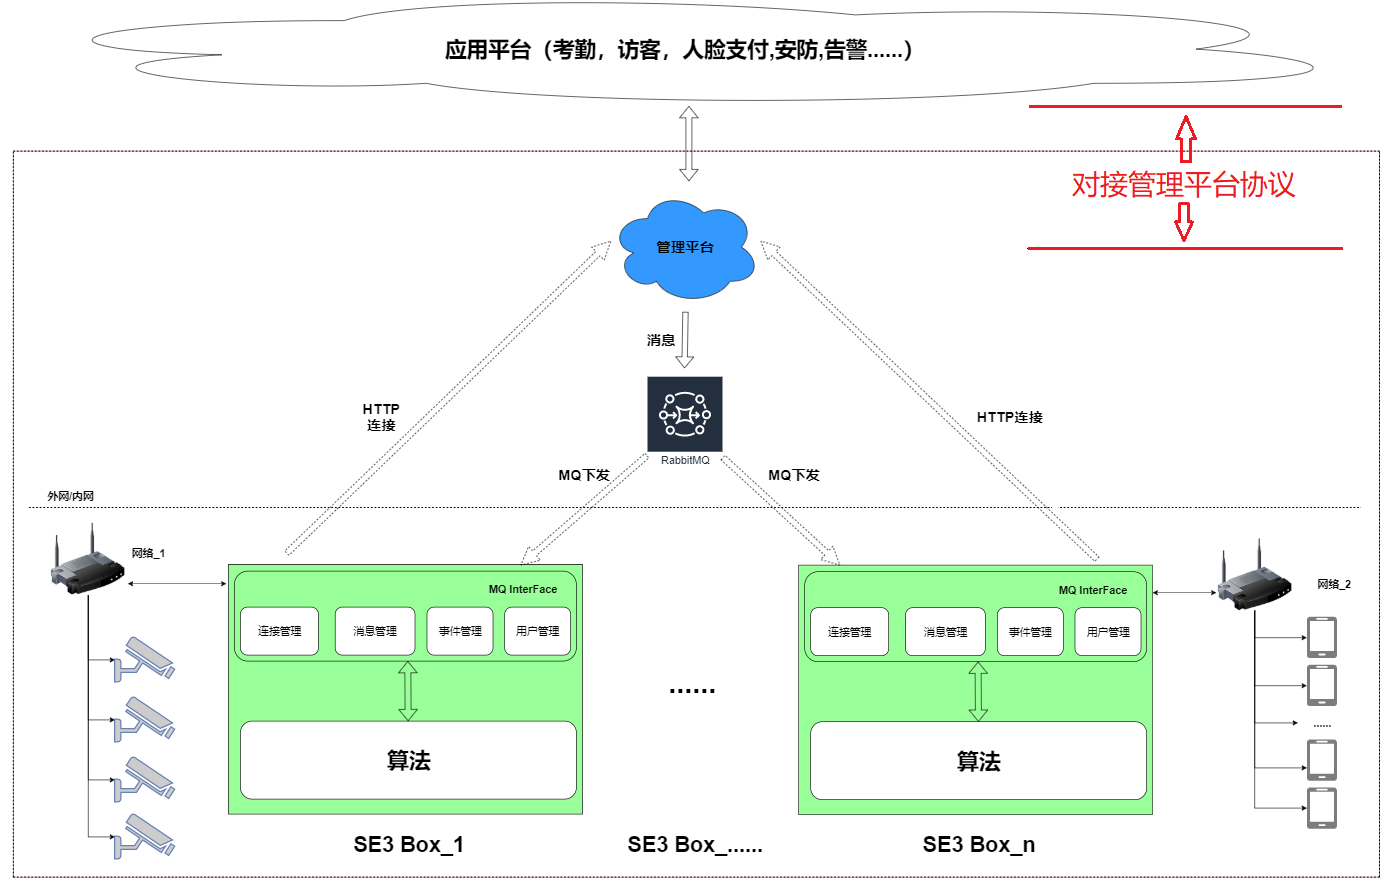 应用平台（考勤，访客，人脸支付,安防,告警......）
对接管理平台协议
管理平台
消息
HTTP
连接
HTTP连接
RabbitMQ
MQ下发
MQ下发
外网/内网
网络_1
MQ InterFace
连接管理
消息管理
事件管理
用户管理
算法
SE3 Box_1
......
SE3 Box_......
MQ InterFace
连接管理
消息管理
事件管理
用户管理
算法
SE3 Box_n
网络_2
......